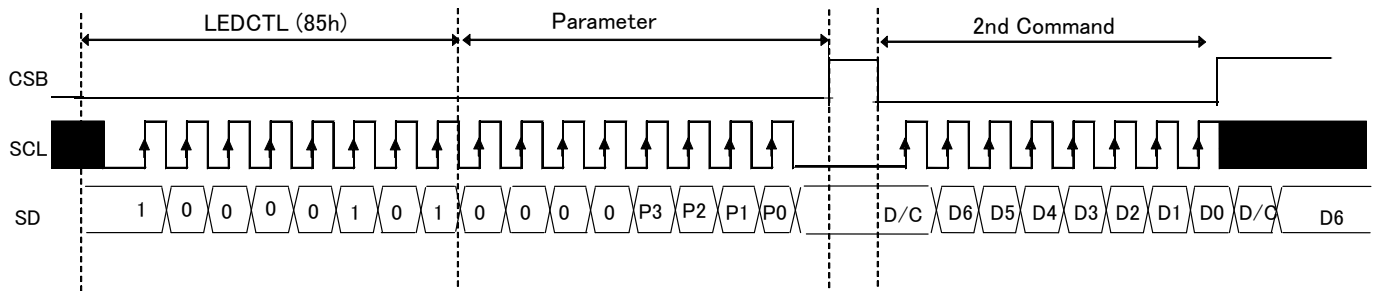 LEDCTL (85h) Parameter 2nd Command
CSB
SCL
SD 1 0 0 0 0 1 0 1 0 0 0 0 P3 P2 P1 P0 D/C D6 D5 D4 D3 D2 D1 D0 D/C D6